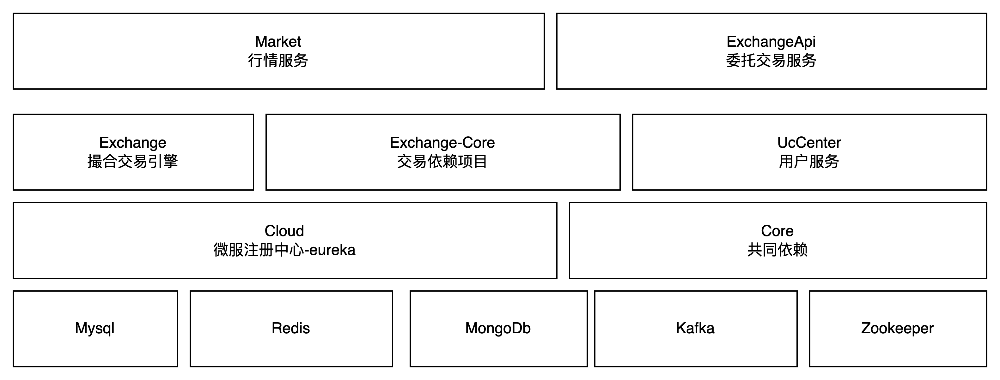 Market
行情服务
ExchangeApi
委托交易服务
Exchange
撮合交易引擎
Exchange-Core
交易依赖项目
UcCenter
用户服务
Cloud
微服注册中心-eureka
Core
共同依赖
Mysql
Redis
MongoDb
Kafka
Zookeeper